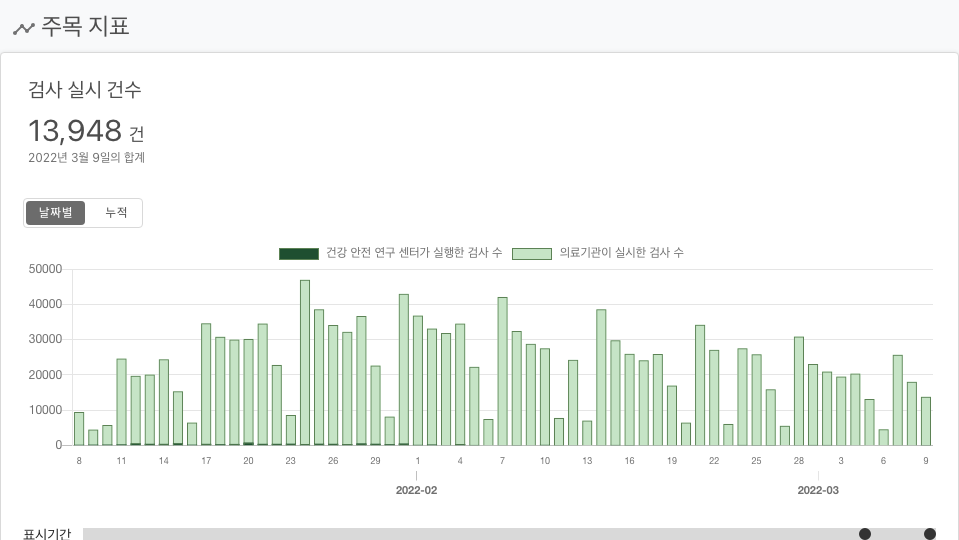 주목 지표
검사 실시 건수
13,948 건
2022년 3월 9일의 합계
날짜별 누적
건강 안전 연구 센터가 실행한 검사 수 의료기관이 실시한 검사 수
50000
40000
30000
20000
10000
0
8 11 14 17 20 23 26 29 1 4 7 10 13 16 19 22 25 28 3 6 9
2022-02 2022-03
표시기간